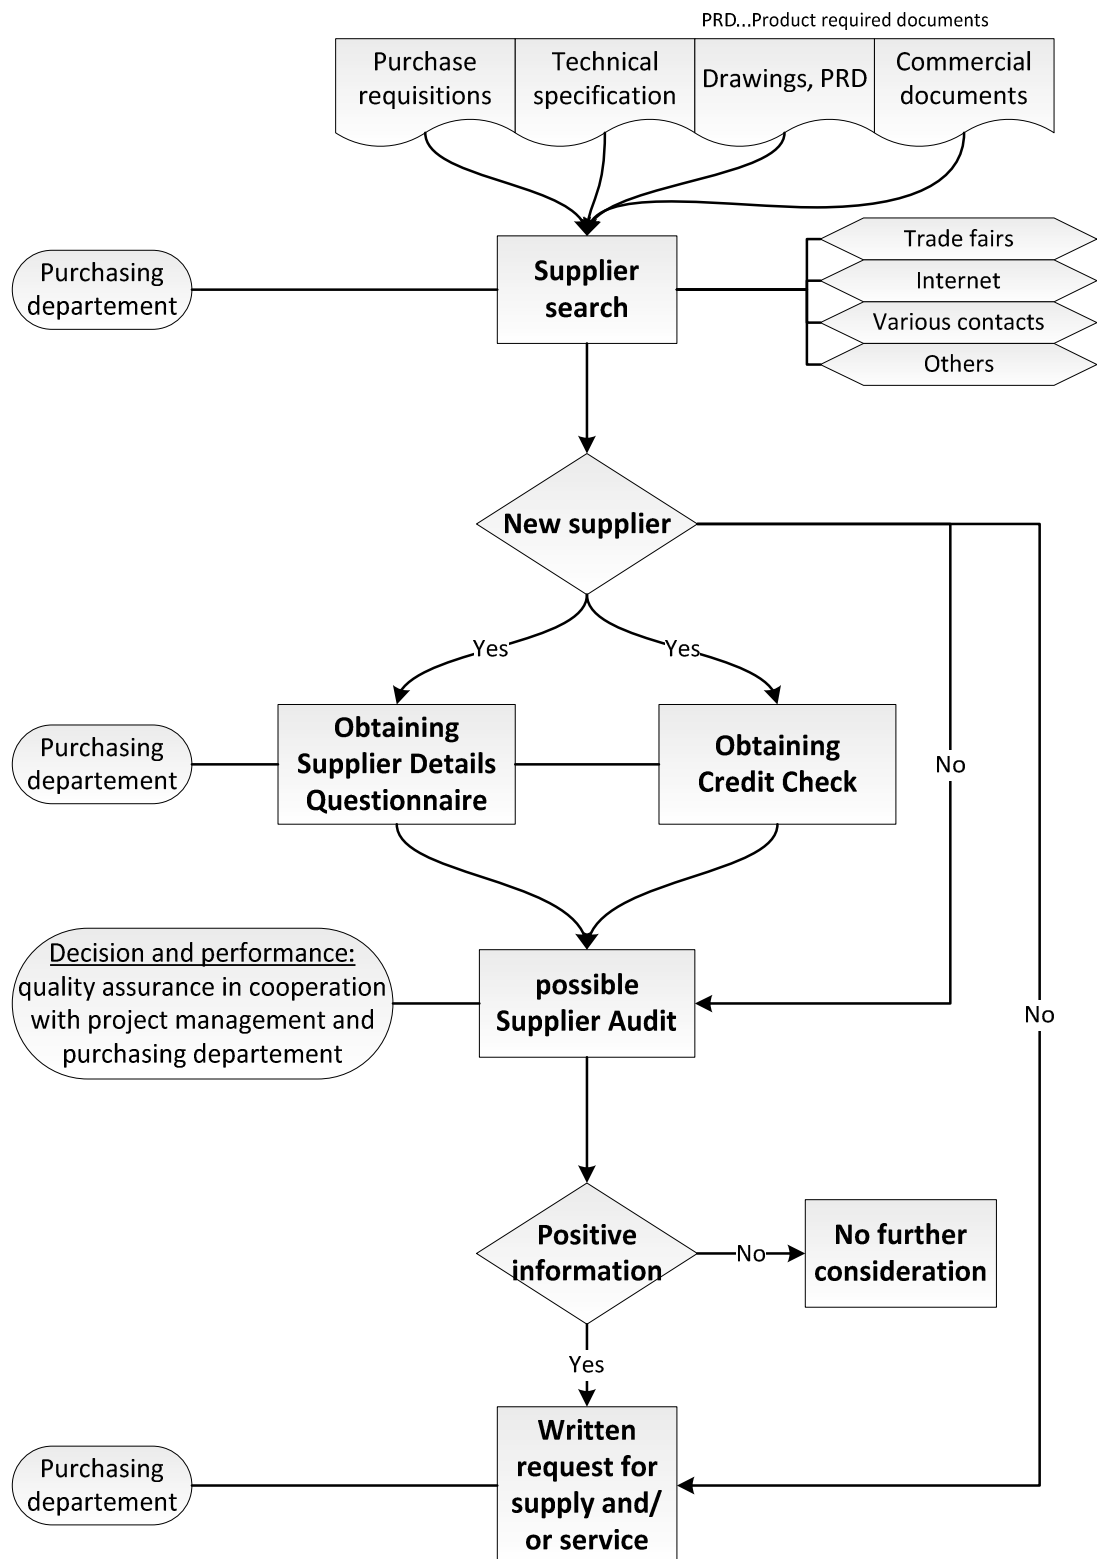 PRD...Product required documents
Purchase
requisitions
Technical
specification
Drawings, PRD
Commercial
documents
Purchasing
departement
Supplier
search
Trade fairs
Internet
Various contacts
Others
New supplier
Yes
Yes
Purchasing
departement
Obtaining
Supplier Details
Questionnaire
Obtaining
Credit Check
No
Decision and performance:
quality assurance in cooperation
with project management and
purchasing departement
possible
Supplier Audit
No
Positive
information
No
No further
consideration
Yes
Purchasing
departement
Written
request for
supply and/
or service